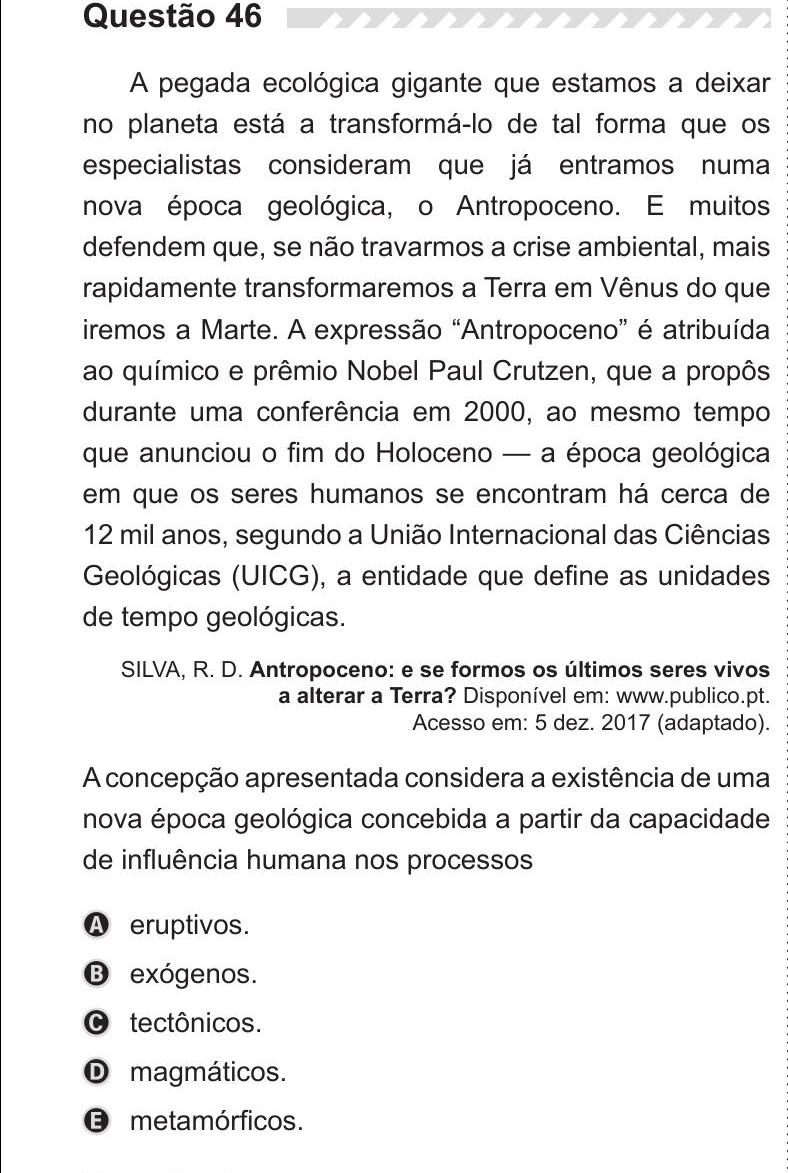 Questão 46
A pegada ecológica gigante que estamos a deixar
no planeta está a transformá-lo de tal forma que os
especialistas consideram que já entramos numa
nova época geológica, o Antropoceno. E muitos
defendem que, se não travarmos a crise ambiental, mais
rapidamente transformaremos a Terra em Vênus do que
iremos a Marte. A expressão “Antropoceno” é atribuída
ao químico e prêmio Nobel Paul Crutzen, que a propôs
durante uma conferência em 2000, ao mesmo tempo
que anunciou o fim do Holoceno — a época geológica
em que os seres humanos se encontram há cerca de
12 mil anos, segundo a União Internacional das Ciências
Geológicas (UICG), a entidade que define as unidades
de tempo geológicas.
SILVA, R. D. Antropoceno: e se formos os últimos seres vivos
a alterar a Terra? Disponível em: www.publico.pt.
Acesso em: 5 dez. 2017 (adaptado).
A concepção apresentada considera a existência de uma
nova época geológica concebida a partir da capacidade
de influência humana nos processos
A eruptivos.
B exógenos.
C tectônicos.
D magmáticos.
E metamórficos.